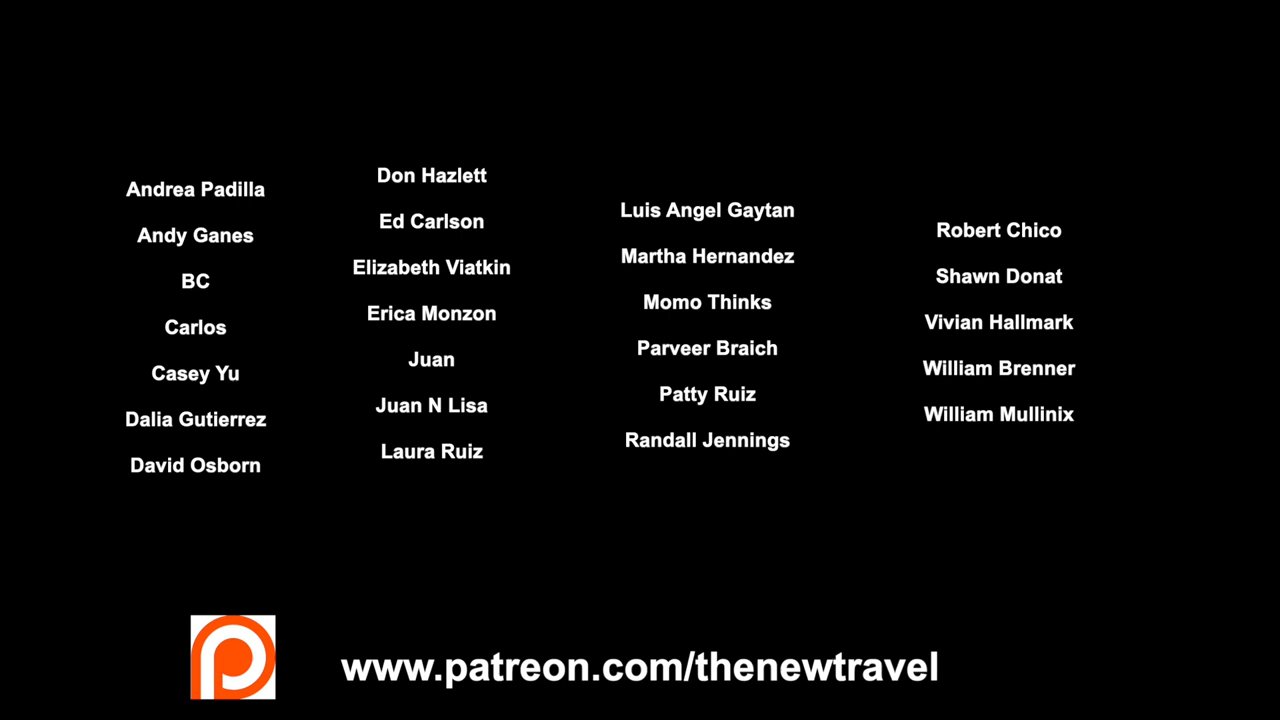 Andrea Padilla
Andy Ganes
BC
Carlos
Casey Yu
Dalia Gutierrez
David Osborn
Don Hazlett
Ed Carlson
Elizabeth Viatkin
Erica Monzon
Juan
Juan N Lisa
Laura Ruiz
Luis Angel Gaytan
Martha Hernandez
Momo Thinks
Parveer Braich
Patty Ruiz
Randall Jennings
Robert Chico
Shawn Donat
Vivian Hallmark
William Brenner
William Mullinix
www.patreon.com/thenewtravel